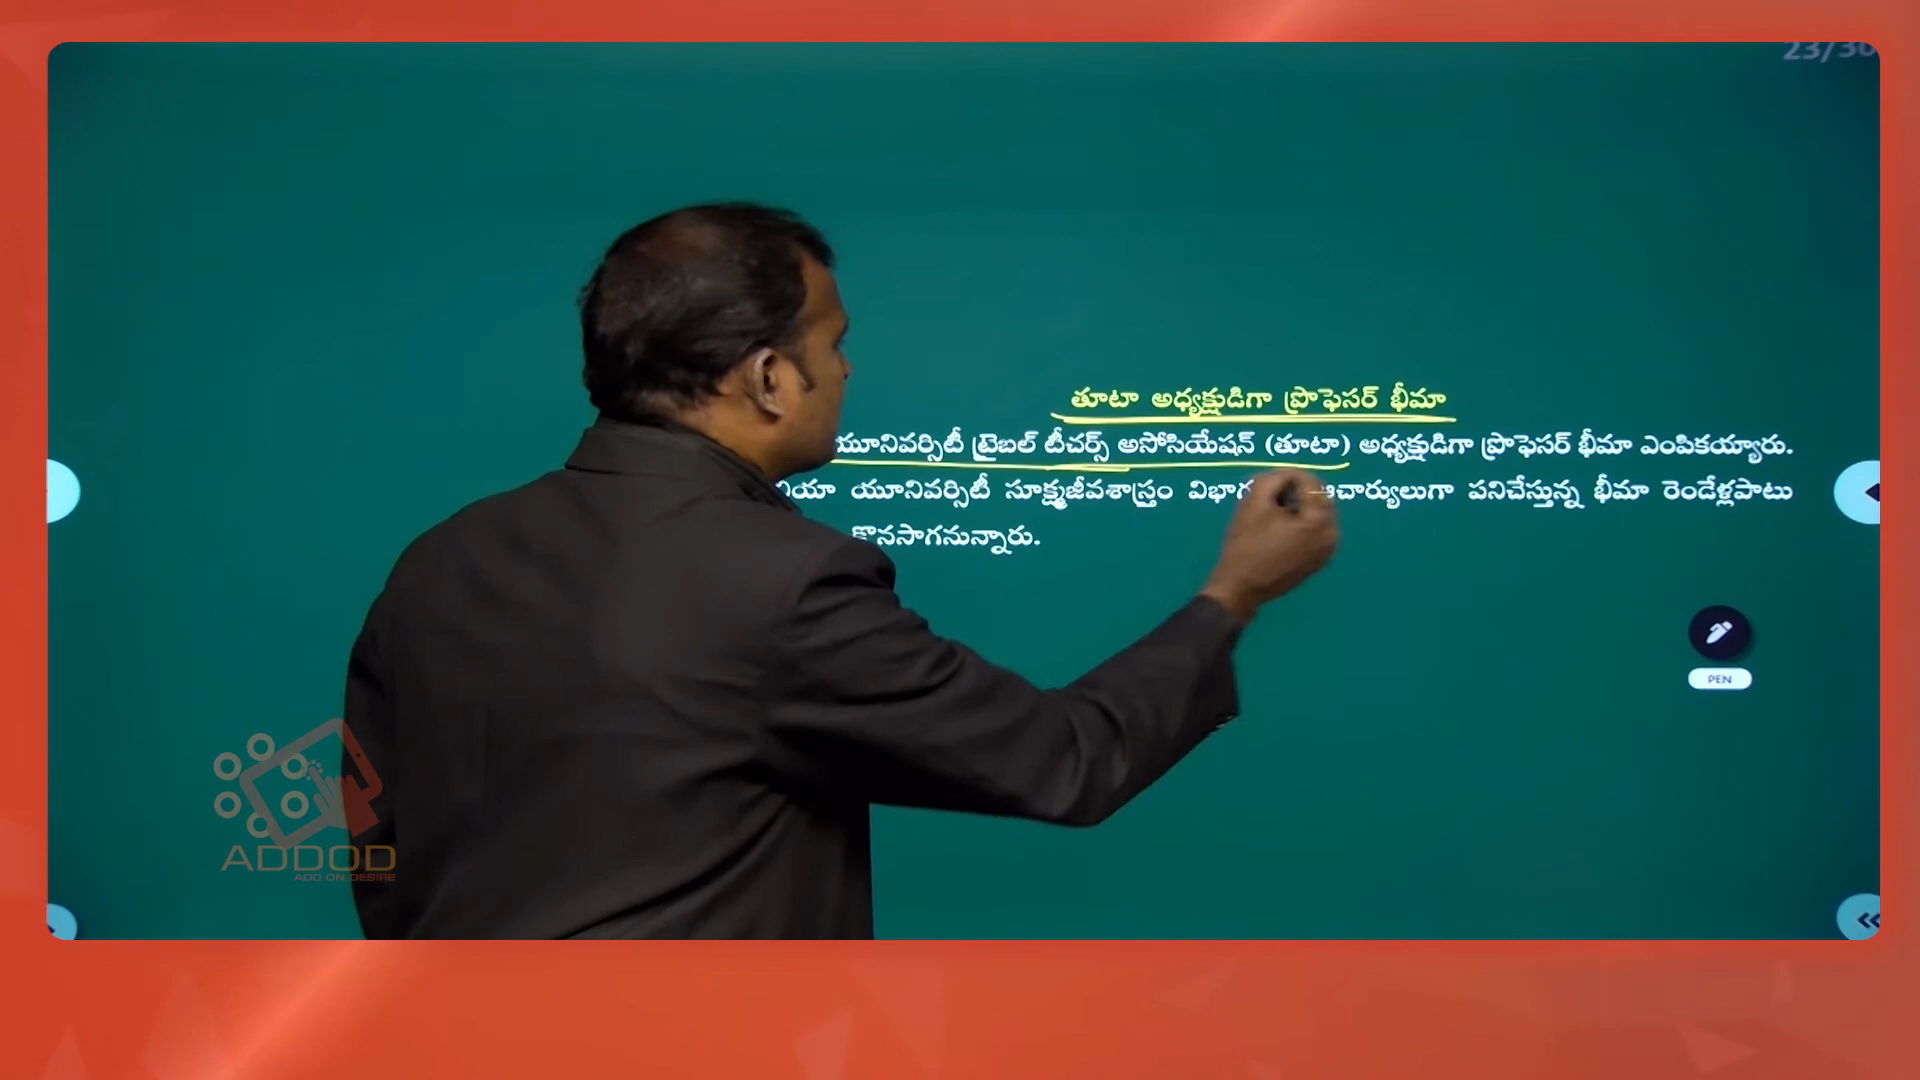 23/30
తూటా అధ్యక్షుడిగా ప్రొఫెసర్ భీమా
యూనివర్సిటీ ట్రైబల్ టీచర్స్ అసోసియేషన్ (తూటా) అధ్యక్షుడిగా ప్రొఫెసర్ భీమా ఎంపికయ్యారు.
యూనివర్సిటీ సూక్ష్మజీవశాస్త్రం ఆచార్యులుగా పనిచేస్తున్న భీమా రెండేళ్లపాటు
కొనసాగనున్నారు.
PEN
ADDOD
ADD ON DESIRE